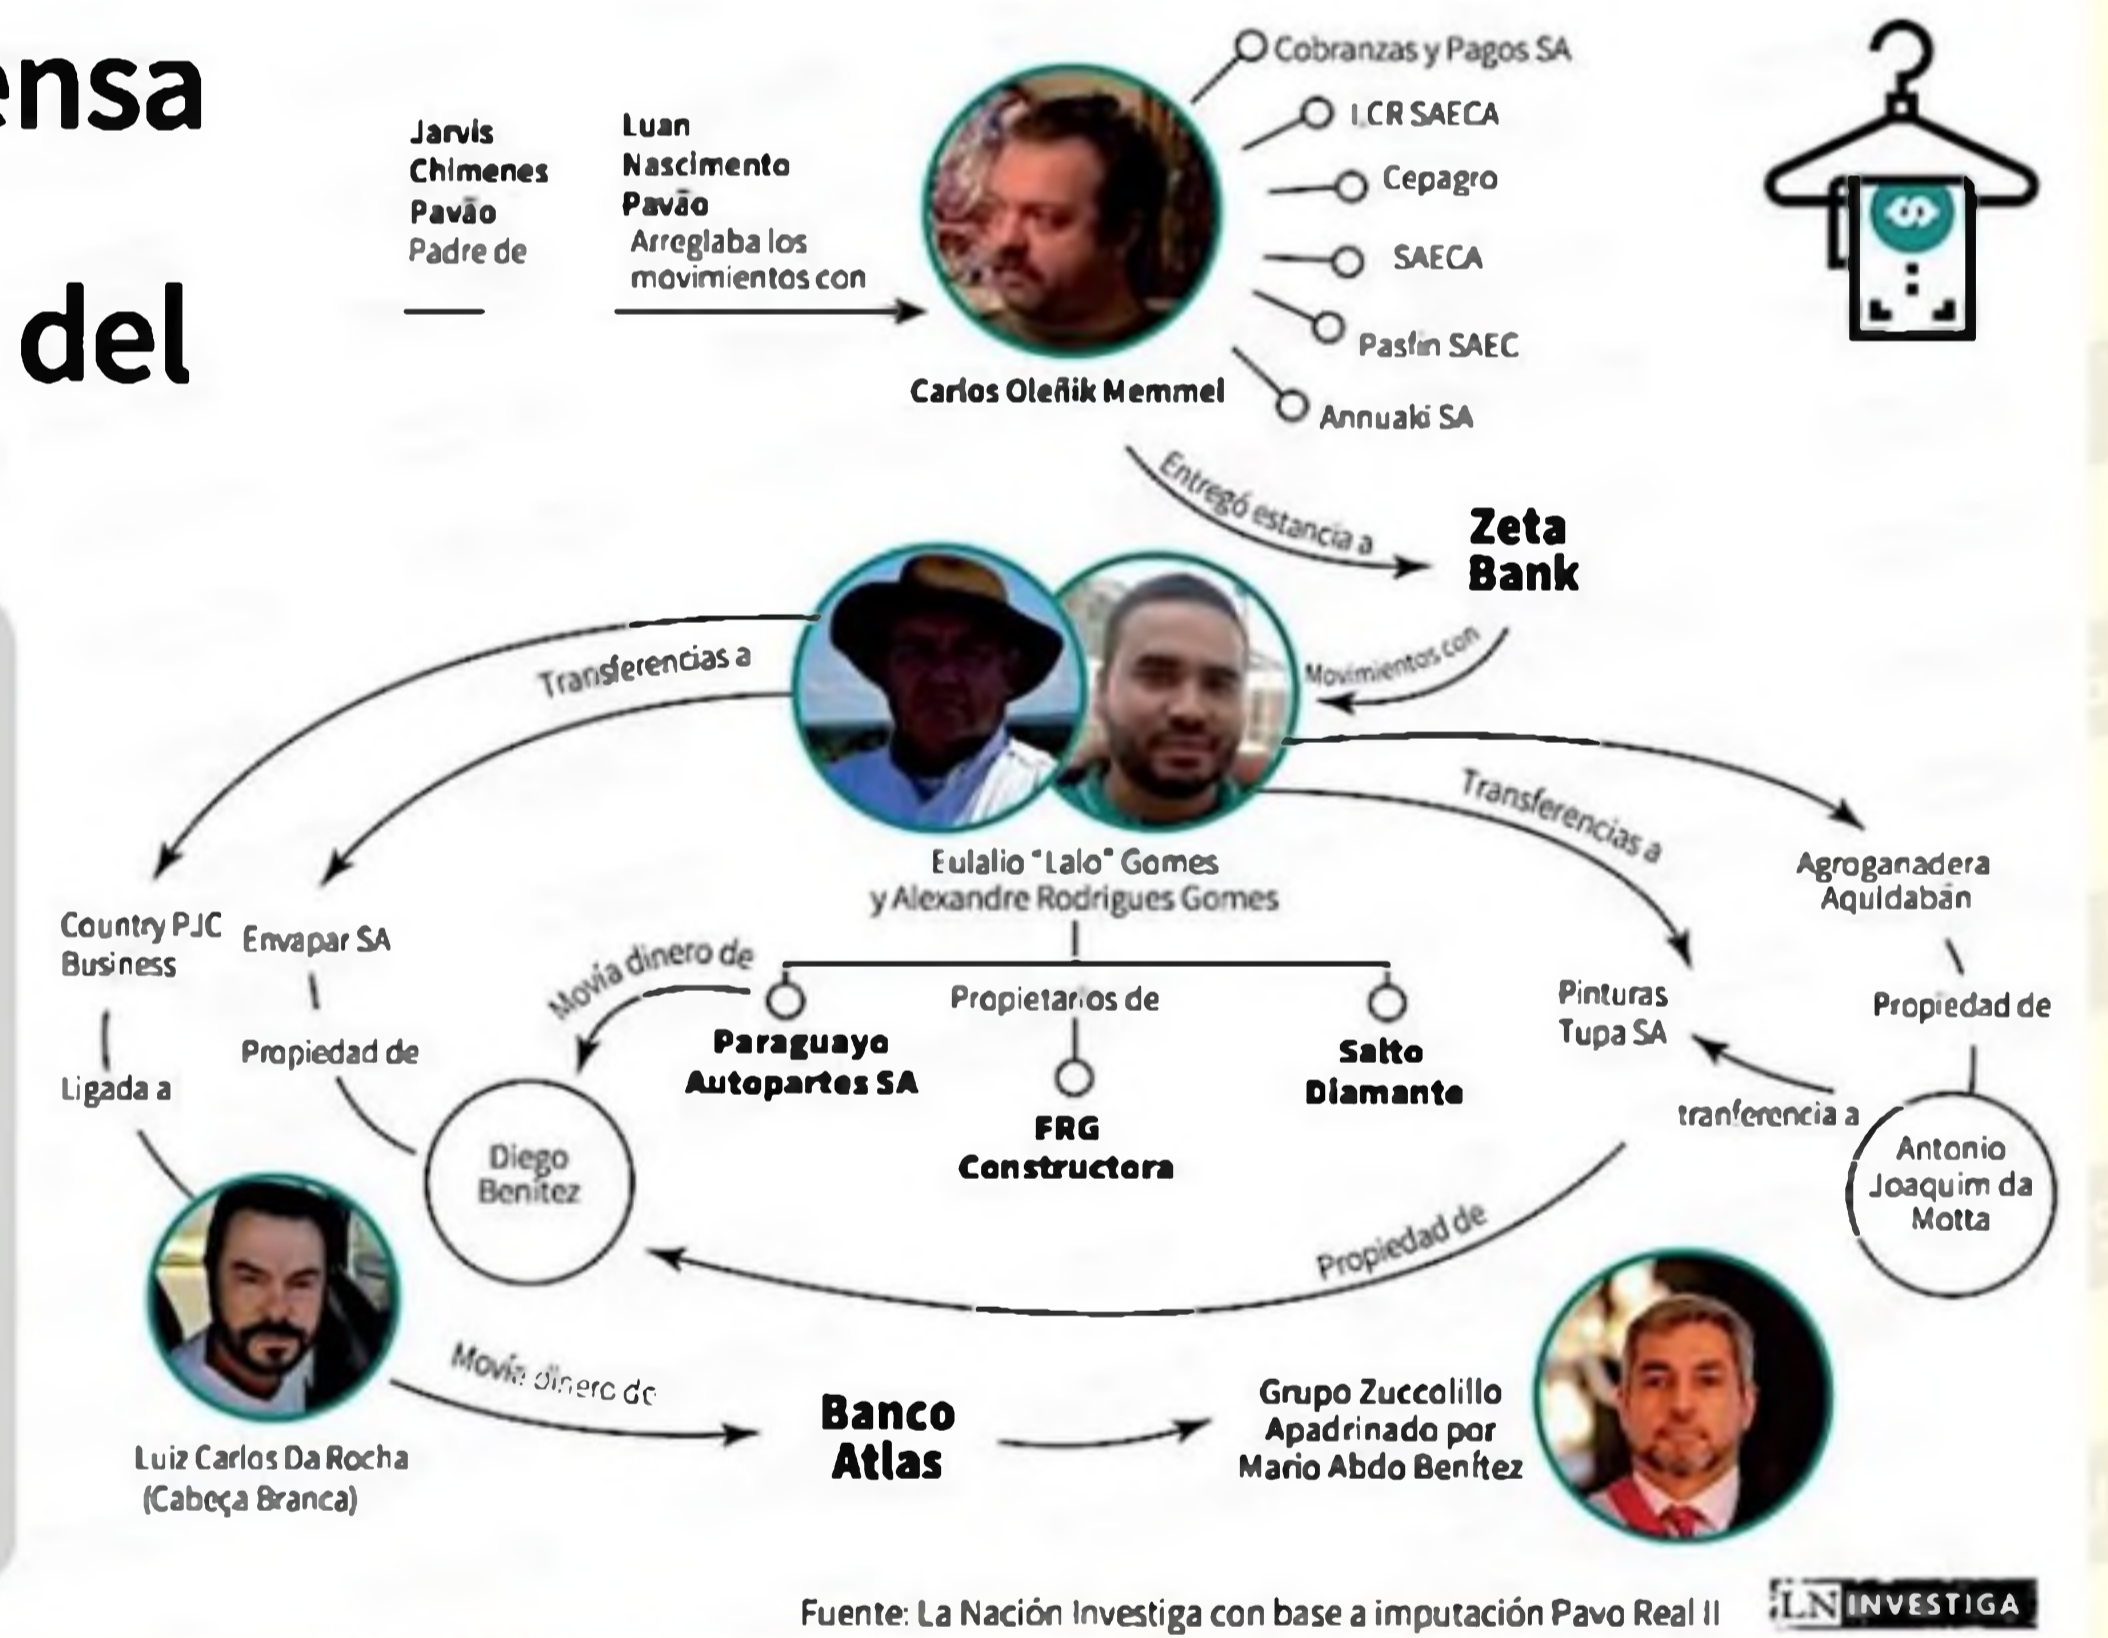 ensa
del
Jarvis
Chimenes
Pavão
Padre de
Luan
Nascimento
Pavão
Arreglaba los
movimientos con
Carlos Oleñik Memmel
Cobranzas y Pagos SA
I.CR SAECA
Cepagro
SAECA
Pasfin SAEC
Annuaki SA
Entregó estancia a
Zeta
Bank
Movimientos con
Transferencias a
Eulalio "Lalo" Gomes
y Alexandre Rodrigues Gomes
Transferencias a
Country PJC
Business
Ligada a
Envapar SA
Propiedad de
Movía dinero de
Propietarios de
Paraguayo
Autopartes SA
FRG
Constructora
Salto
Diamante
Pinturas
Tupa SA
Agroganadera
Aquidabán
Propiedad de
tranferencia a
Antonio
Joaquim da
Motta
Diego
Benítez
Propiedad de
Luiz Carlos Da Rocha
(Cabeça Branca)
Movía dinero de
Banco
Atlas
Grupo Zuccolillo
Apadrinado por
Mario Abdo Benítez
Fuente: La Nación Investiga con base a imputación Pavo Real II
LN INVESTIGA